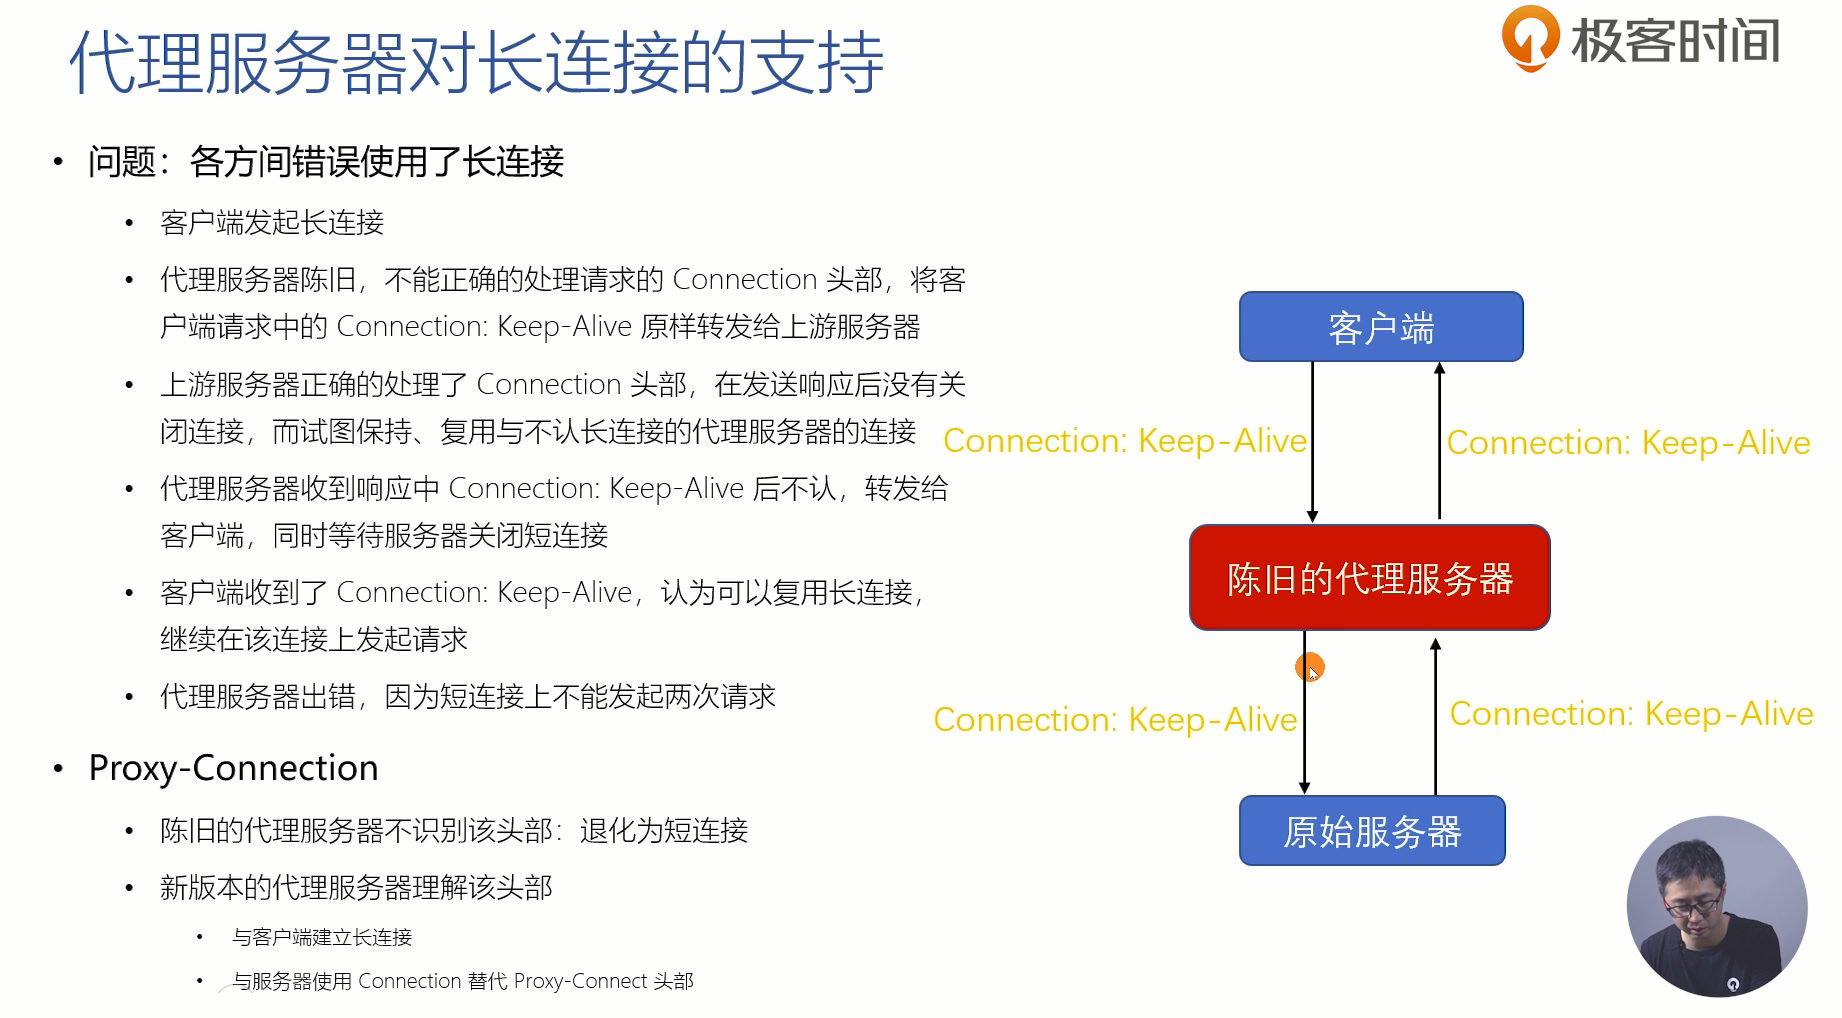 代理服务器对长连接的支持
极客时间
• 问题：各方间错误使用了长连接
• 客户端发起长连接
• 代理服务器陈旧，不能正确的处理请求的 Connection 头部，将客
户端请求中的 Connection: Keep-Alive 原样转发给上游服务器
• 上游服务器正确的处理了 Connection 头部，在发送响应后没有关
闭连接，而试图保持、复用与不认长连接的代理服务器的连接
• 代理服务器收到响应中 Connection: Keep-Alive 后不认，转发给
客户端，同时等待服务器关闭短连接
• 客户端收到了 Connection: Keep-Alive，认为可以复用长连接，
继续在该连接上发起请求
• 代理服务器出错，因为短连接上不能发起两次请求
• Proxy-Connection
• 陈旧的代理服务器不识别该头部：退化为短连接
• 新版本的代理服务器理解该头部
• 与客户端建立长连接
• 与服务器使用 Connection 替代 Proxy-Connect 头部
客户端
Connection: Keep-Alive
Connection: Keep-Alive
陈旧的代理服务器
Connection: Keep-Alive
Connection: Keep-Alive
原始服务器